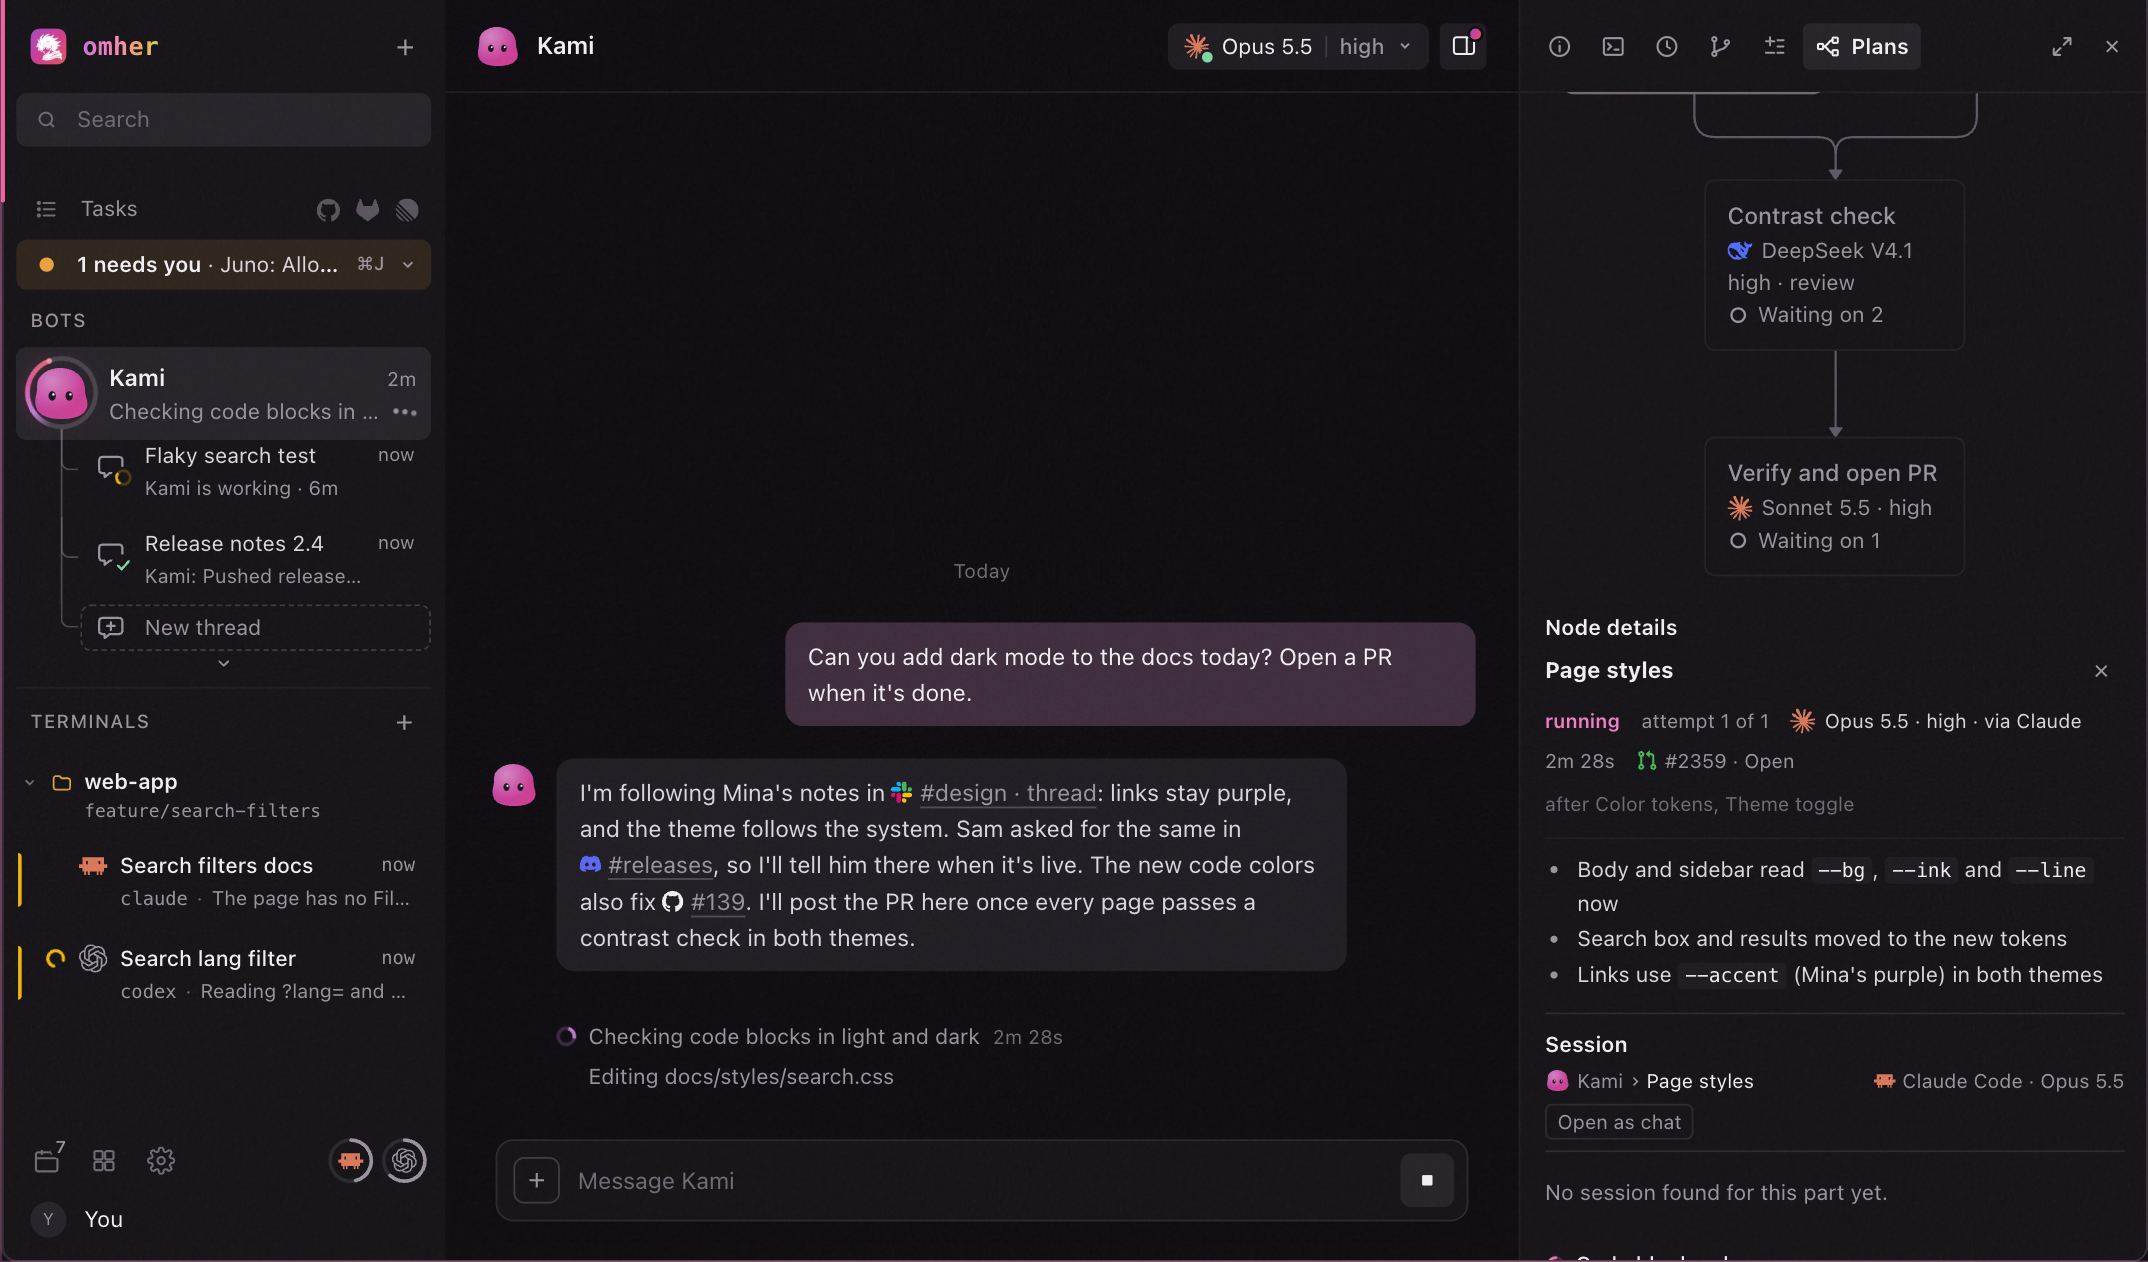 omher
Search
Tasks
1 needs you · Juno: Allo... ⌘J
BOTS
Kami 2m
Checking code blocks in ...
Flaky search test now
Kami is working · 6m
Release notes 2.4 now
Kami: Pushed release...
New thread
TERMINALS
web-app
feature/search-filters
Search filters docs now
claude · The page has no Fil...
Search lang filter now
codex · Reading ?lang= and ...
7
Y You
Kami
Opus 5.5 high
Today
Can you add dark mode to the docs today? Open a PR
when it's done.
I'm following Mina's notes in #design · thread: links stay purple,
and the theme follows the system. Sam asked for the same in
#releases, so I'll tell him there when it's live. The new code colors
also fix #139. I'll post the PR here once every page passes a
contrast check in both themes.
Checking code blocks in light and dark 2m 28s
Editing docs/styles/search.css
Message Kami
Plans
Contrast check
DeepSeek V4.1
high · review
Waiting on 2
Verify and open PR
Sonnet 5.5 · high
Waiting on 1
Node details
Page styles
running attempt 1 of 1 Opus 5.5 · high · via Claude
2m 28s #2359 · Open
after Color tokens, Theme toggle
• Body and sidebar read --bg, --ink and --line
now
• Search box and results moved to the new tokens
• Links use --accent (Mina's purple) in both themes
Session
Kami › Page styles Claude Code · Opus 5.5
Open as chat
No session found for this part yet.